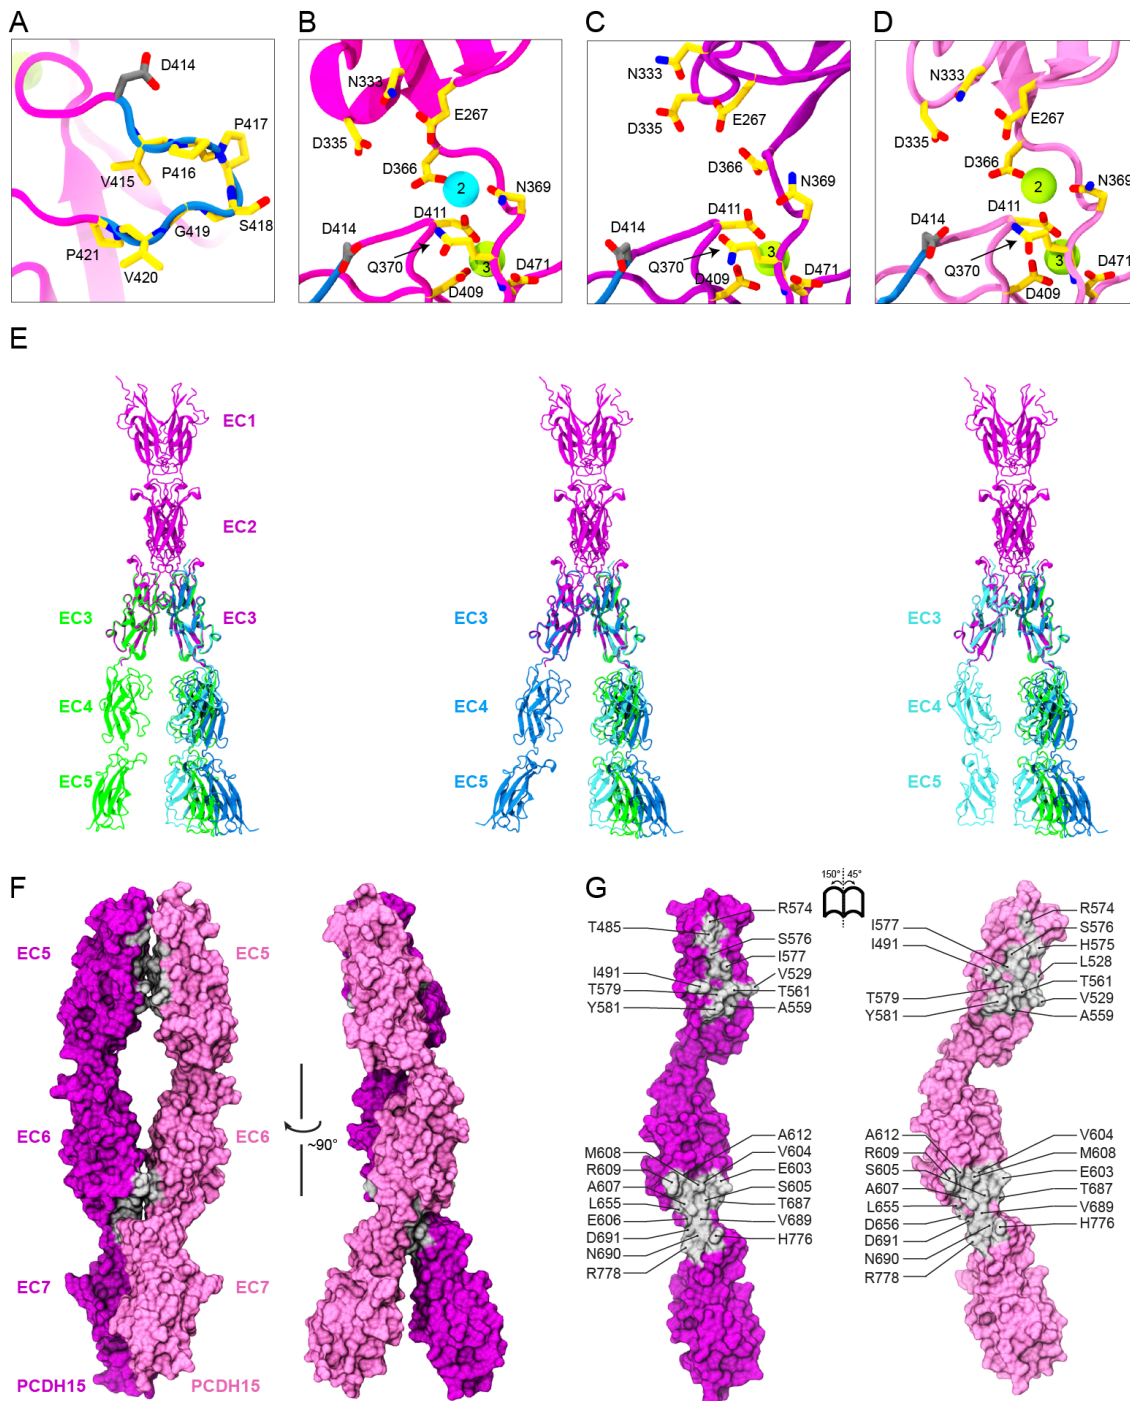 A
B
C
D
D414
P417
V415
P416
G419
S418
P421
V420
N333
E267
D335
D366
2
N369
D411
D414
Q370
3
D471
D409
N333
D335
E267
D366
N369
D411
D414
3
Q370
D471
D409
N333
E267
D335
D366
2
N369
D411
D414
Q370
3
D471
D409
E
EC1
EC2
EC3
EC3
EC4
EC5
EC1
EC2
EC3
EC3
EC4
EC5
EC3
EC4
EC5
F
EC5
EC5
EC6
EC6
EC7
EC7
PCDH15
PCDH15
~90°
G
150°
45°
R574
T485
S576
I577
I491
V529
T579
T561
Y581
A559
A612
M608
V604
R609
E603
A607
S605
L655
T687
E606
V689
D691
N690
H776
R778
R574
I577
S576
I491
H575
L528
T561
T579
V529
Y581
A559
A612
V604
R609
M608
S605
E603
A607
T687
L655
V689
D656
H776
D691
N690
R778